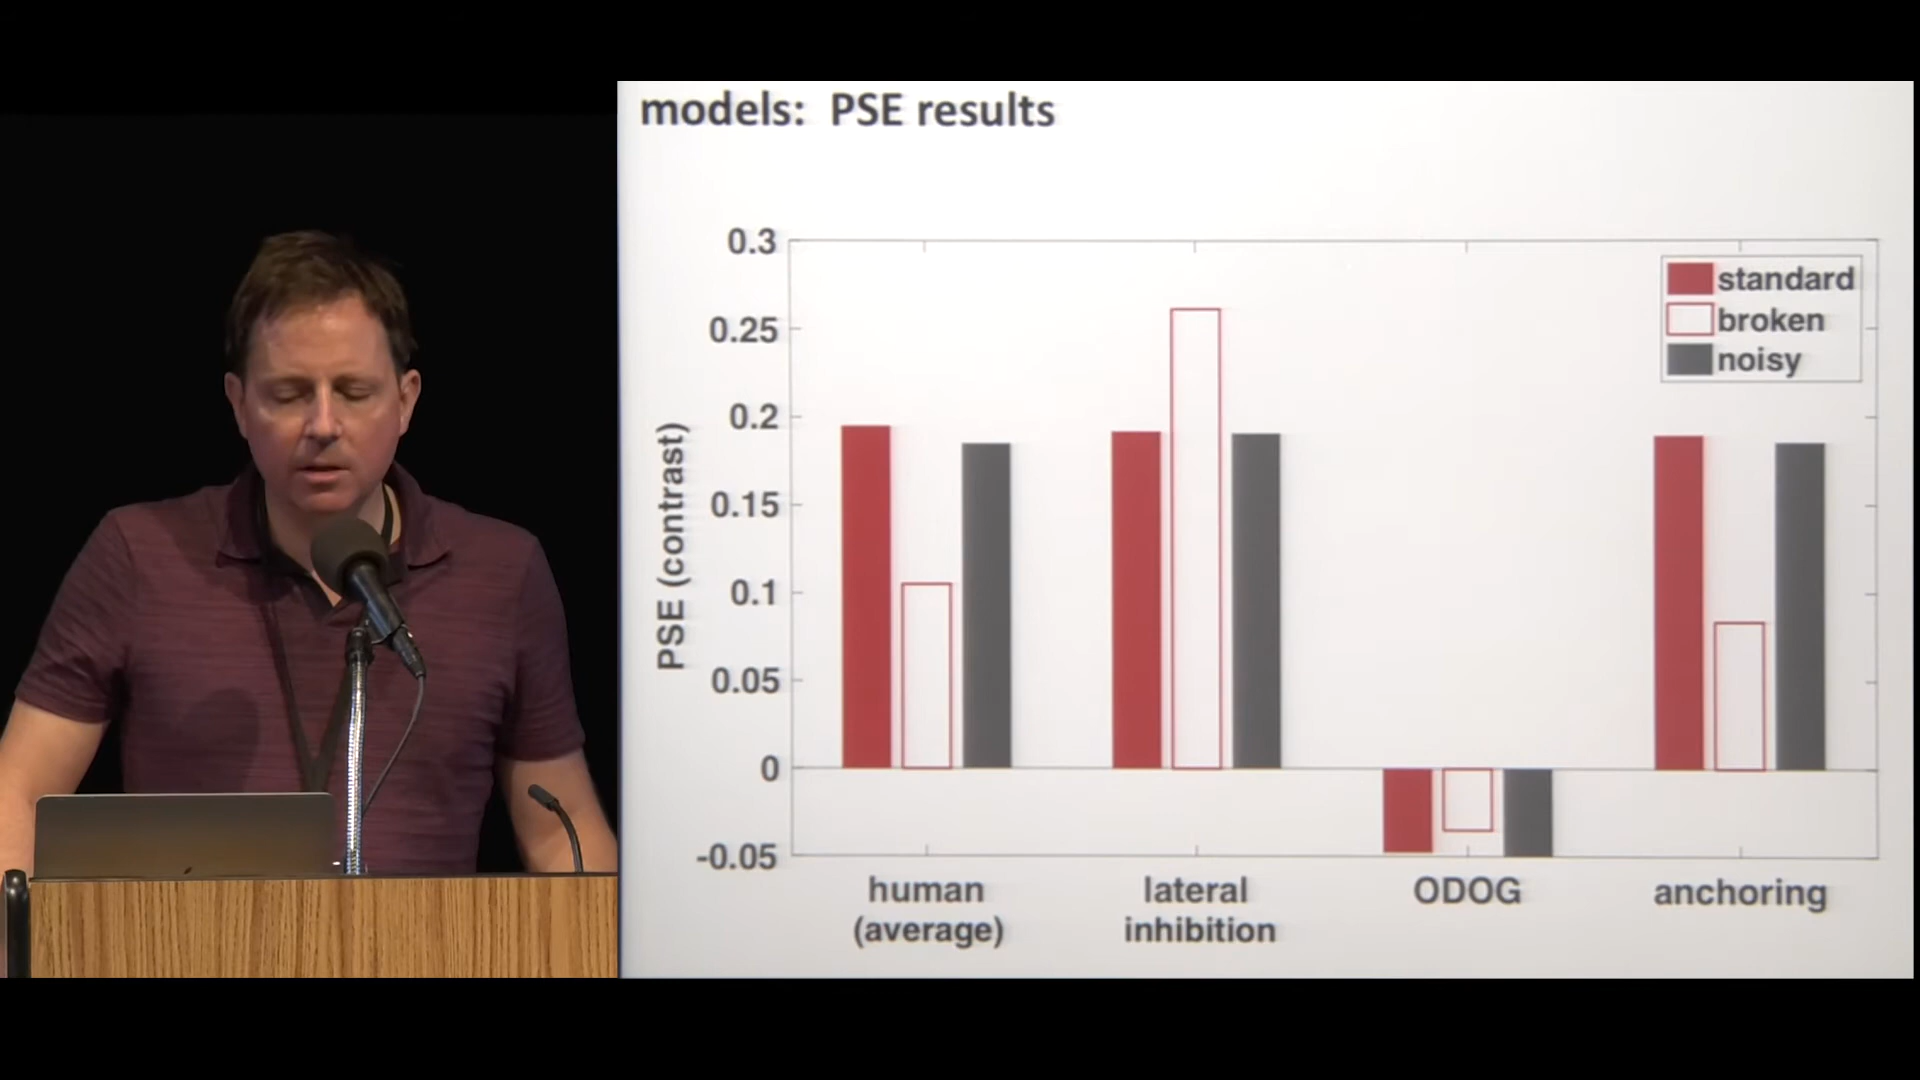 models: PSE results
0.3
0.25
0.2
0.15
0.1
0.05
0
-0.05
PSE (contrast)
standard
broken
noisy
human
(average)
lateral
inhibition
ODOG
anchoring